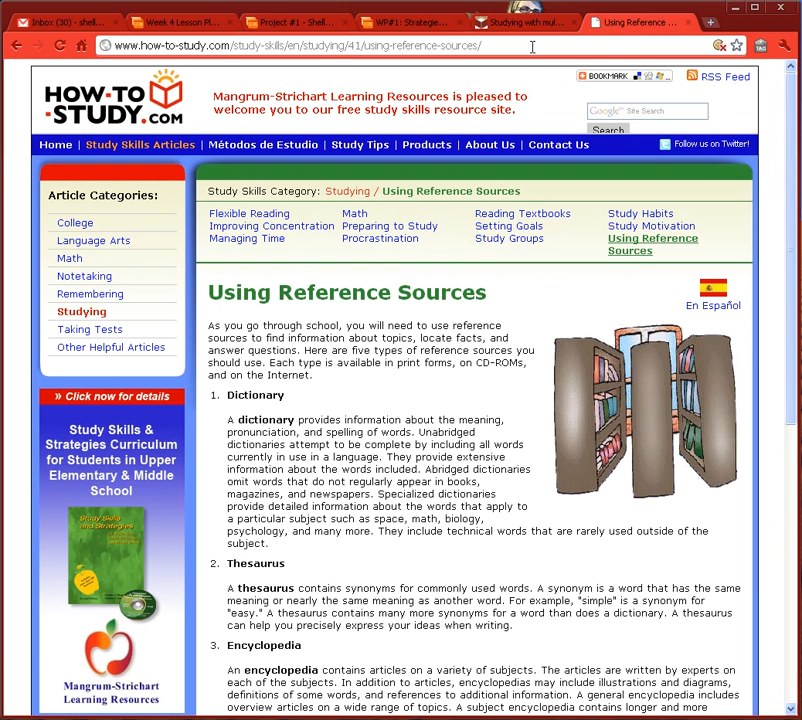 Inbox (30) - shell...
Week 4 Lesson Pl...
Project #1 - Shell...
WP#1: Strategie...
Studying with mul...
Using Reference ...
www.how-to-study.com/study-skills/en/studying/41/using-reference-sources/
HOW-TO
-STUDY.COM
Mangrum-Strichart Learning Resources is pleased to
welcome you to our free study skills resource site.
BOOKMARK
RSS Feed
Google™ Site Search
Search
Home | Study Skills Articles | Métodos de Estudio | Study Tips | Products | About Us | Contact Us
Follow us on Twitter!
Article Categories:
College
Language Arts
Math
Notetaking
Remembering
Studying
Taking Tests
Other Helpful Articles
» Click now for details
Study Skills &
Strategies Curriculum
for Students in Upper
Elementary & Middle
School
Study Skills
and Strategies
Mangrum-Strichart
Learning Resources
Study Skills Category: Studying / Using Reference Sources
Flexible Reading Math Reading Textbooks Study Habits
Improving Concentration Preparing to Study Setting Goals Study Motivation
Managing Time Procrastination Study Groups Using Reference
Sources
Using Reference Sources
En Español
As you go through school, you will need to use reference
sources to find information about topics, locate facts, and
answer questions. Here are five types of reference sources you
should use. Each type is available in print forms, on CD-ROMs,
and on the Internet.
1. Dictionary
A dictionary provides information about the meaning,
pronunciation, and spelling of words. Unabridged
dictionaries attempt to be complete by including all words
currently in use in a language. They provide extensive
information about the words included. Abridged dictionaries
omit words that do not regularly appear in books,
magazines, and newspapers. Specialized dictionaries
provide detailed information about the words that apply to
a particular subject such as space, math, biology,
psychology, and many more. They include technical words that are rarely used outside of the
subject.
2. Thesaurus
A thesaurus contains synonyms for commonly used words. A synonym is a word that has the same
meaning or nearly the same meaning as another word. For example, "simple" is a synonym for
"easy." A thesaurus contains many more synonyms for a word than does a dictionary. A thesaurus
can help you precisely express your ideas when writing.
3. Encyclopedia
An encyclopedia contains articles on a variety of subjects. The articles are written by experts on
each of the subjects. In addition to articles, encyclopedias may include illustrations and diagrams,
definitions of some words, and references to additional information. A general encyclopedia includes
overview articles on a wide range of topics. A subject encyclopedia contains longer and more